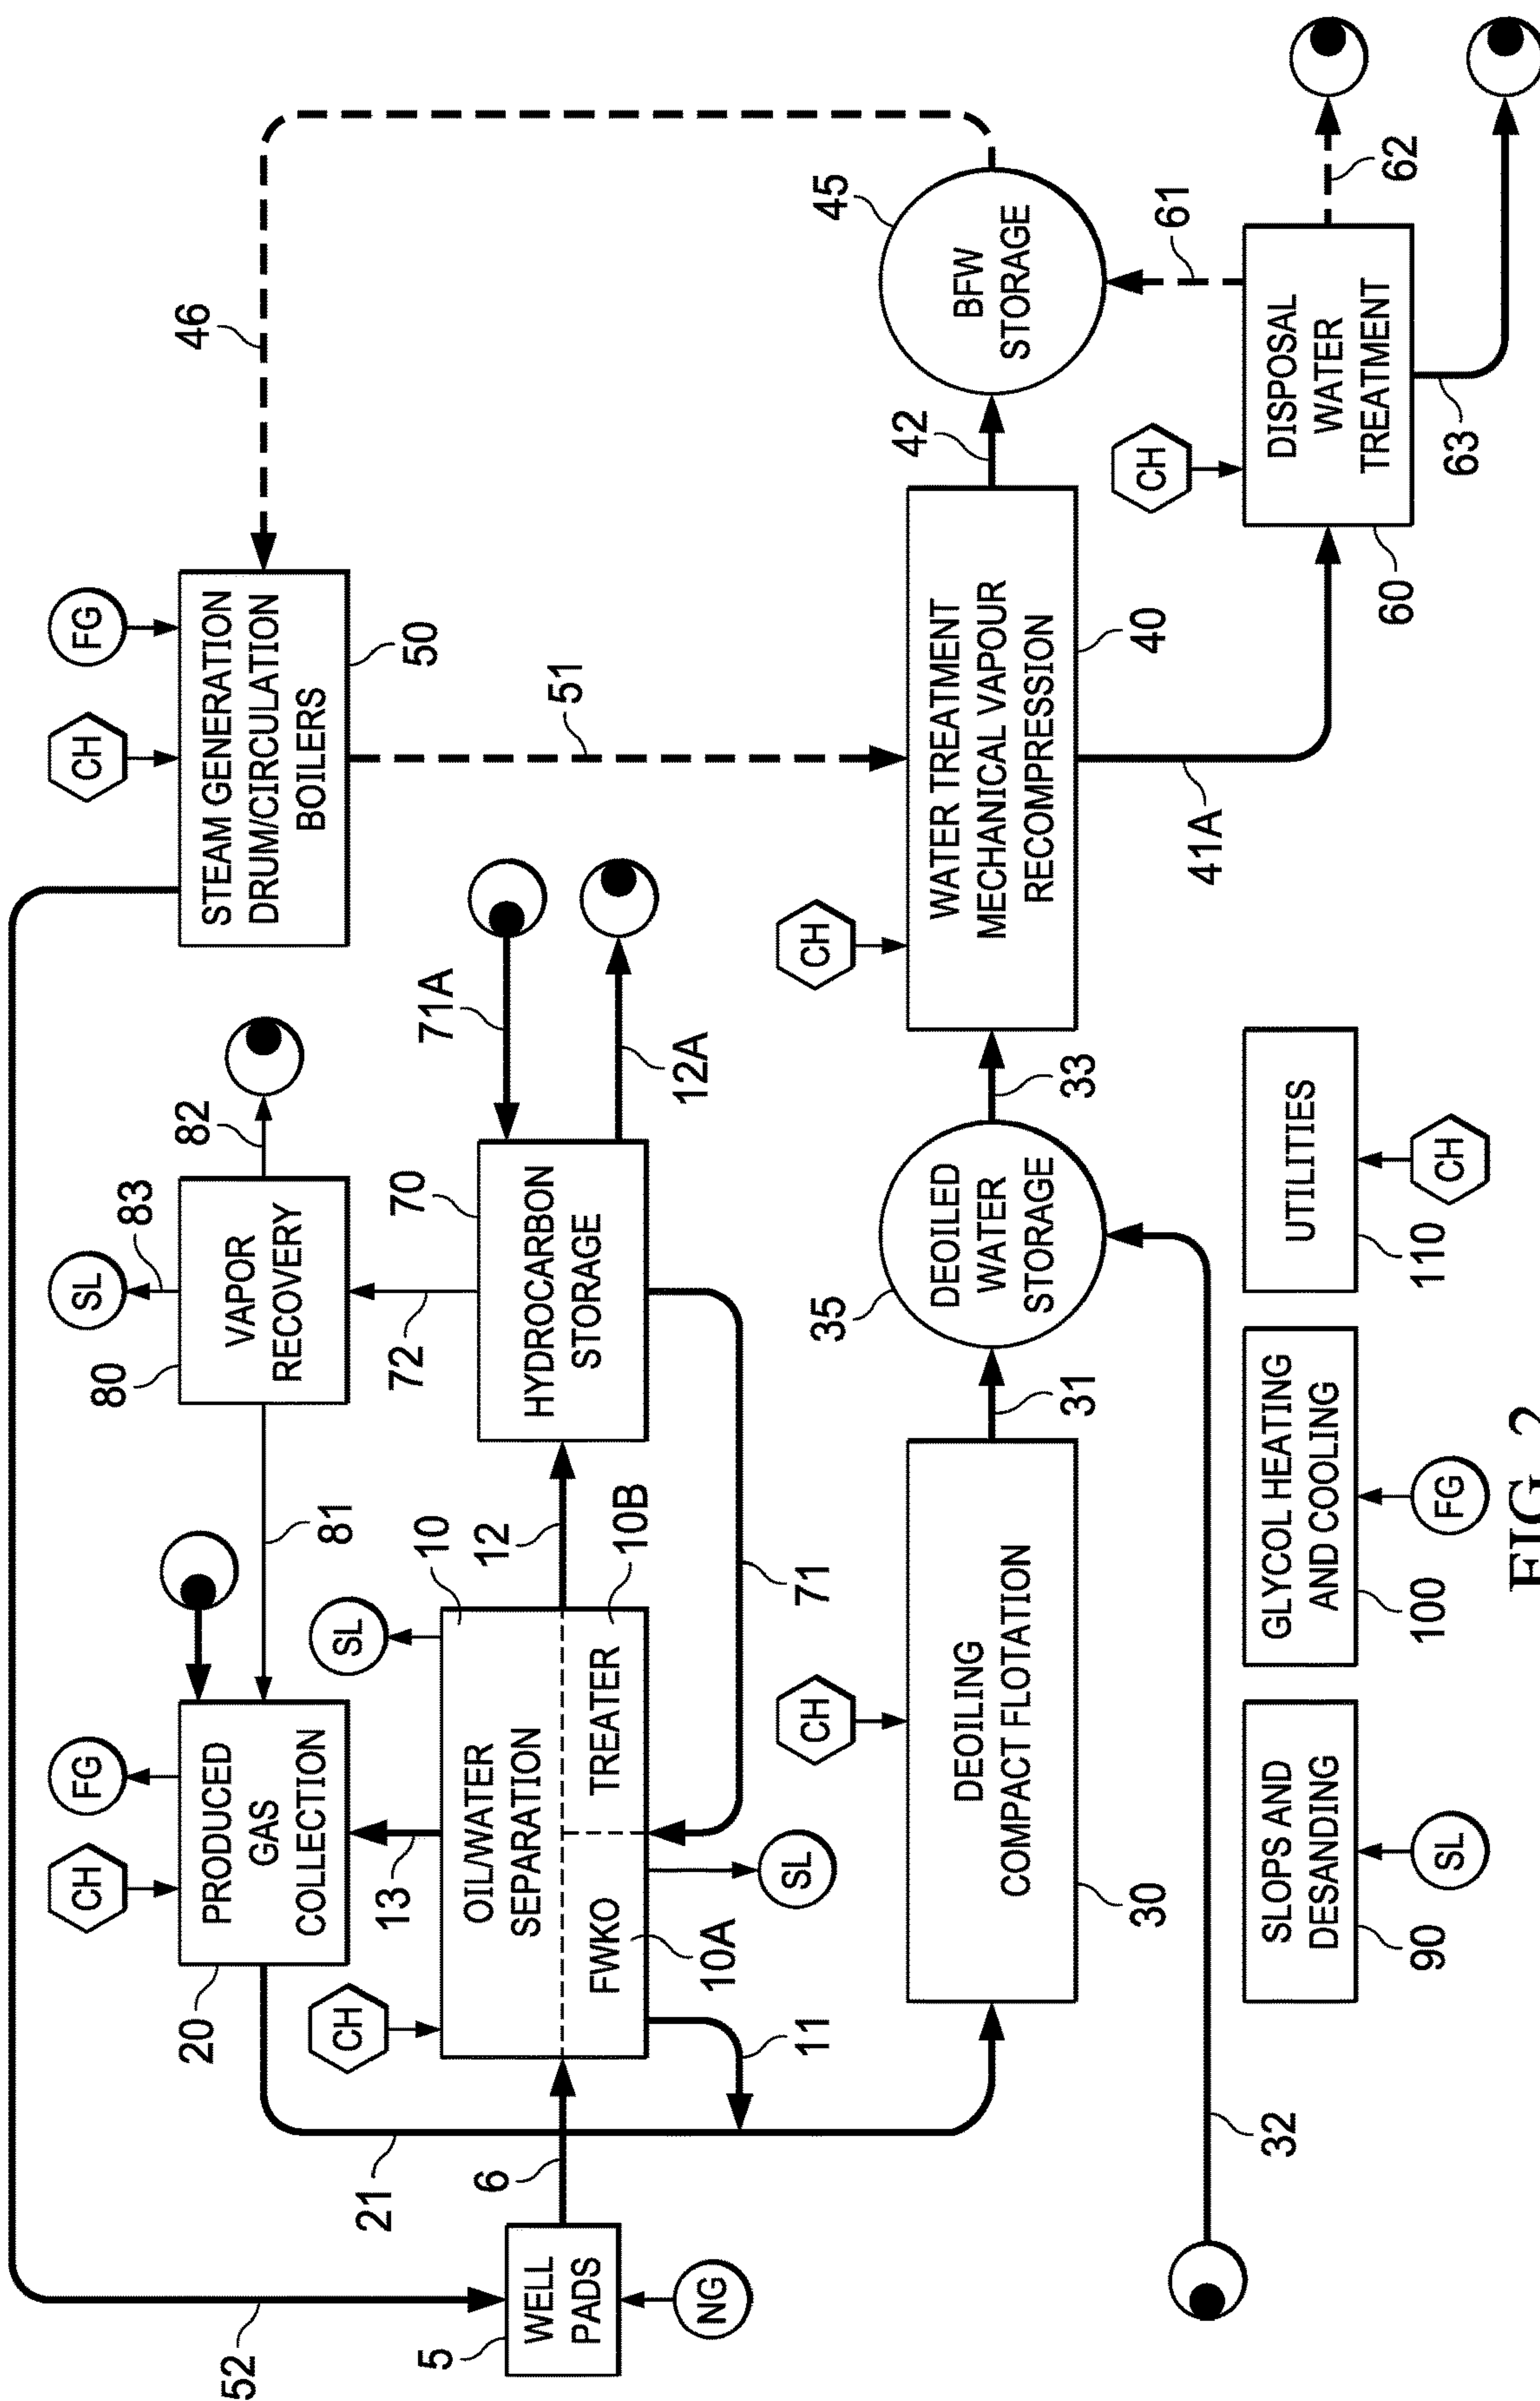 52
46
CH
FG
STEAM GENERATION
DRUM/CIRCULATION
BOILERS
50
51
SL
83
82
80
VAPOR
RECOVERY
81
72
CH
FG
20
PRODUCED
GAS
COLLECTION
21
13
SL
CH
10
OIL/WATER
SEPARATION
FWKO
TREATER
10A
10B
11
SL
12
70
HYDROCARBON
STORAGE
71A
12A
71
5
WELL
PADS
6
NG
CH
DEOILING
COMPACT FLOTATION
30
31
35
DEOILED
WATER
STORAGE
33
CH
WATER TREATMENT
MECHANICAL VAPOUR
RECOMPRESSION
40
41A
42
45
BFW
STORAGE
61
CH
DISPOSAL
WATER
TREATMENT
60
62
63
32
SLOPS AND
DESANDING
90
SL
GLYCOL HEATING
AND COOLING
100
FG
UTILITIES
110
CH
FIG. 2